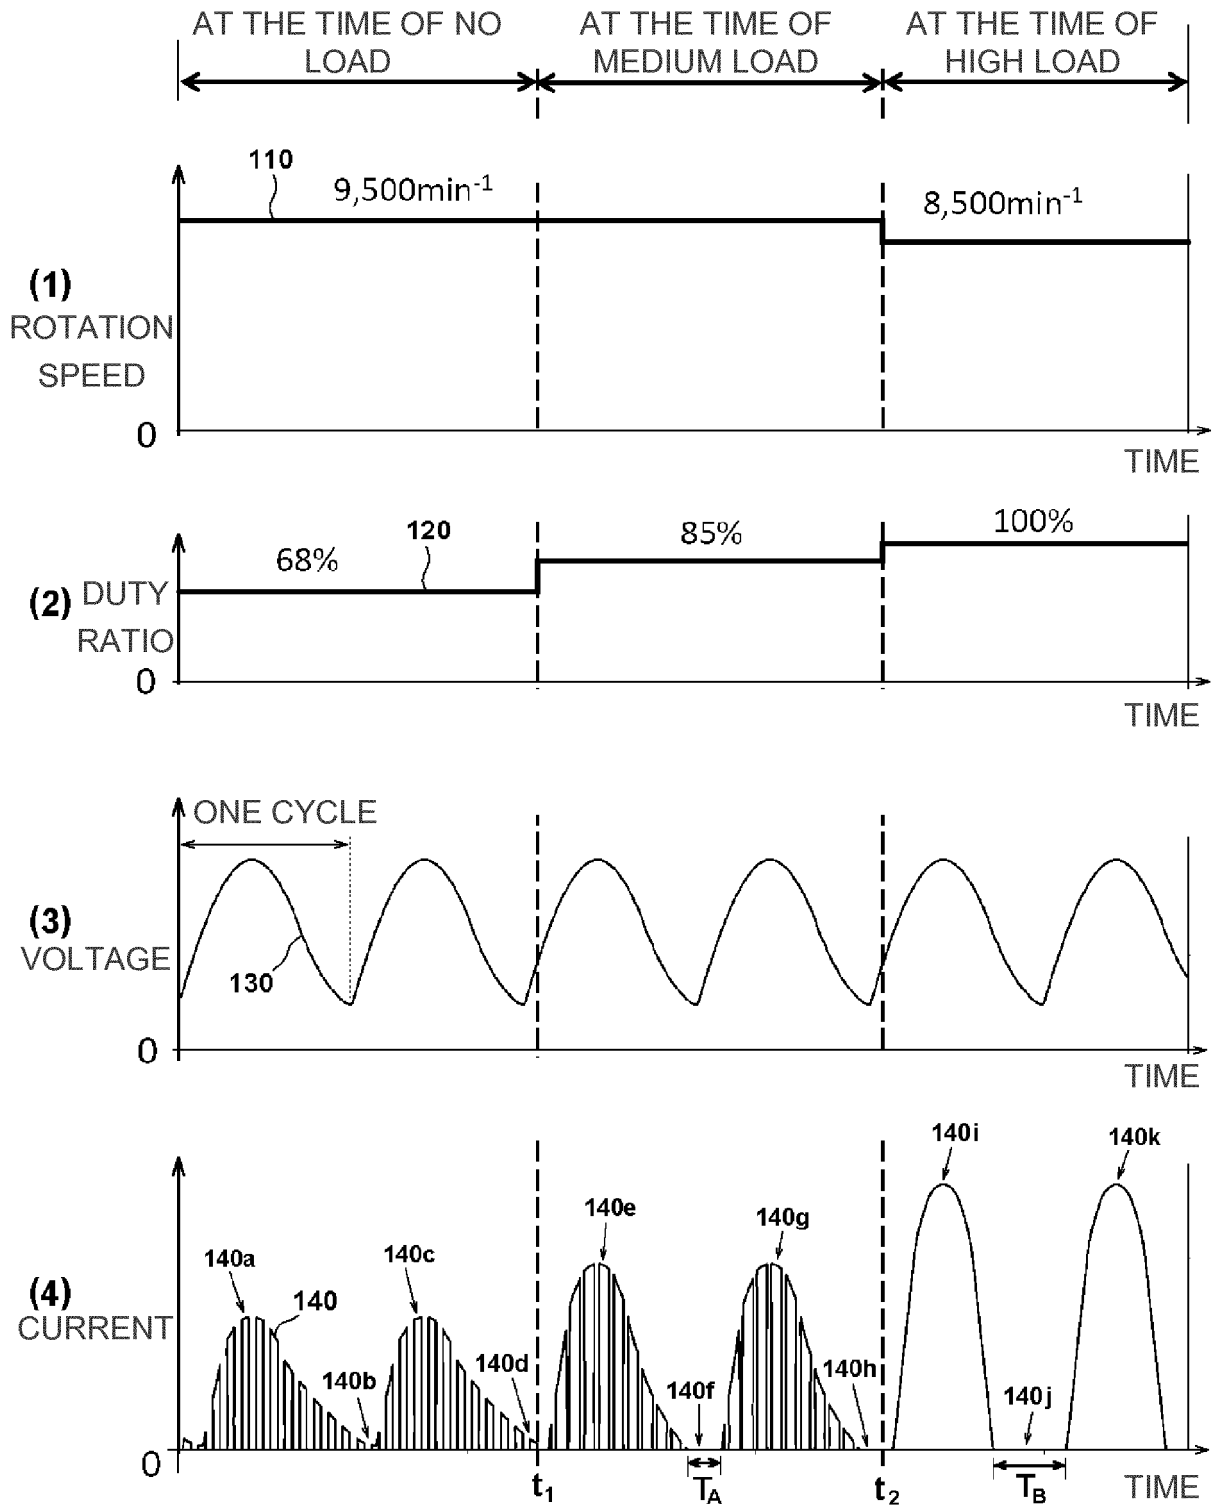 AT THE TIME OF NO
LOAD
AT THE TIME OF
MEDIUM LOAD
AT THE TIME OF
HIGH LOAD
110
9,500min-1
8,500min-1
(1)
ROTATION
SPEED
0
TIME
120
68%
85%
100%
(2) DUTY
RATIO
0
TIME
ONE CYCLE
(3)
VOLTAGE
130
0
TIME
140i
140k
140e
140g
140a
140c
140
(4)
CURRENT
140b
140d
140f
140h
140j
0
t1
TA
t2
TB
TIME